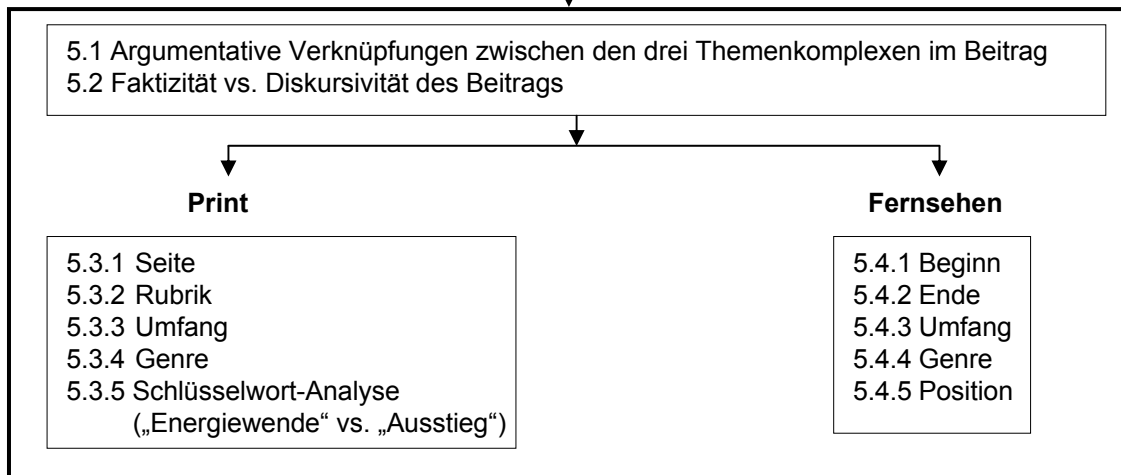 5.1 Argumentative Verknüpfungen zwischen den drei Themenkomplexen im Beitrag
5.2 Faktizität vs. Diskursivität des Beitrags
Print
5.3.1 Seite
5.3.2 Rubrik
5.3.3 Umfang
5.3.4 Genre
5.3.5 Schlüsselwort-Analyse
(„Energiewende“ vs. „Ausstieg“)
Fernsehen
5.4.1 Beginn
5.4.2 Ende
5.4.3 Umfang
5.4.4 Genre
5.4.5 Position